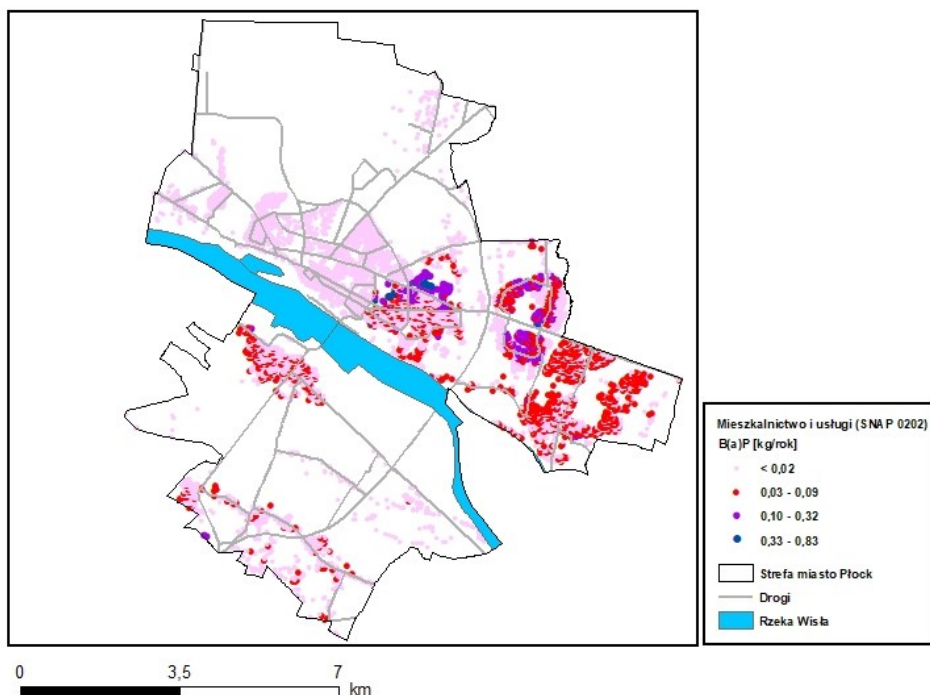 Mieszkalnictwo i usługi (SNAP 0202)
B(a)P [kg/rok]
< 0,02
0,03 - 0,09
0,10 - 0,32
0,33 - 0,83
Strefa miasto Płock
Drogi
Rzeka Wisła
0 3,5 7
km